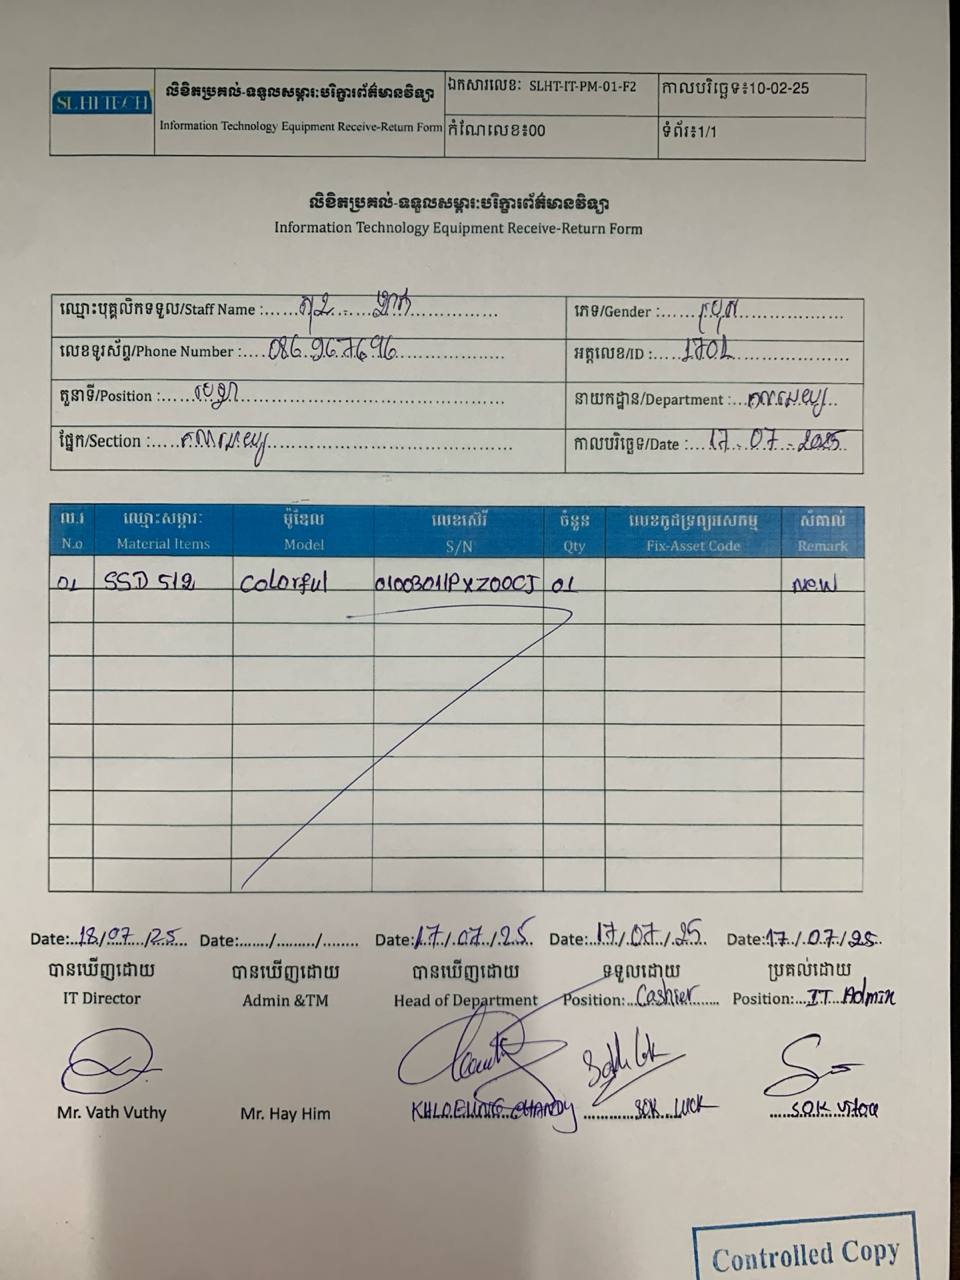 SLHTECH
លិខិតប្រគល់-ទទួលសម្ភារៈបរិក្ខារព័ត៌មានវិទ្យា
Information Technology Equipment Receive-Return Form
ឯកសារលេខៈ SLHT-IT-PM-01-F2
កាលបរិច្ឆេទ៖10-02-25
កំណែលេខ៖00
ទំព័រ៖1/1
លិខិតប្រគល់-ទទួលសម្ភារៈបរិក្ខារព័ត៌មានវិទ្យា
Information Technology Equipment Receive-Return Form
ឈ្មោះបុគ្គលិកទទួល/Staff Name :
ភេទ/Gender :
លេខទូរស័ព្ទ/Phone Number : 086 967696
អត្តលេខ/ID : 1701
តួនាទី/Position :
នាយកដ្ឋាន/Department :
ផ្នែក/Section :
កាលបរិច្ឆេទ/Date : 17-07-2025
ល.រ ឈ្មោះសម្ភារៈ ម៉ូឌែល លេខស៊េរី ចំនួន លេខកូដទ្រព្យអសកម្ម សំគាល់
N.o Material Items Model S/N Qty Fix-Asset Code Remark
01 SSD 512 Colorful 01003011PXZ00CJ 01 New
Date: 18/07/25 Date:....../........./........ Date: 17/07/25 Date: 17/07/25 Date: 17/07/25
បានឃើញដោយ បានឃើញដោយ បានឃើញដោយ ទទួលដោយ ប្រគល់ដោយ
IT Director Admin &TM Head of Department Position: Cashier Position: IT Admin
Mr. Vath Vuthy Mr. Hay Him KHLOEUNG CHANDY SOK LUCK SOK Vitou
Controlled Copy